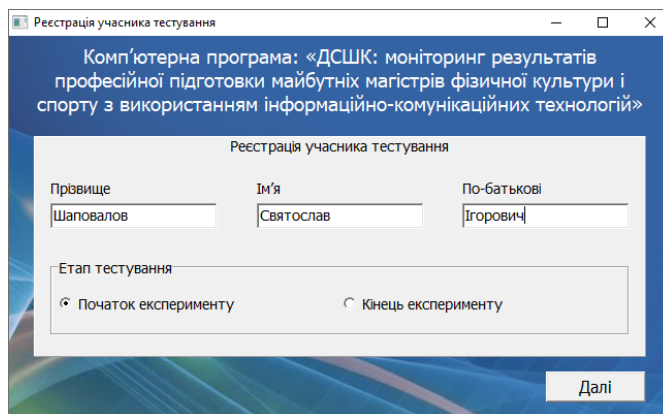 Реєстрація учасника тестування
Комп’ютерна програма: «ДСШК: моніторинг результатів
професійної підготовки майбутніх магістрів фізичної культури і
спорту з використанням інформаційно-комунікаційних технологій»
Реєстрація учасника тестування
Прізвище Ім’я По-батькові
Шаповалов Святослав Ігорович
Етап тестування
Початок експерименту Кінець експерименту
Далі